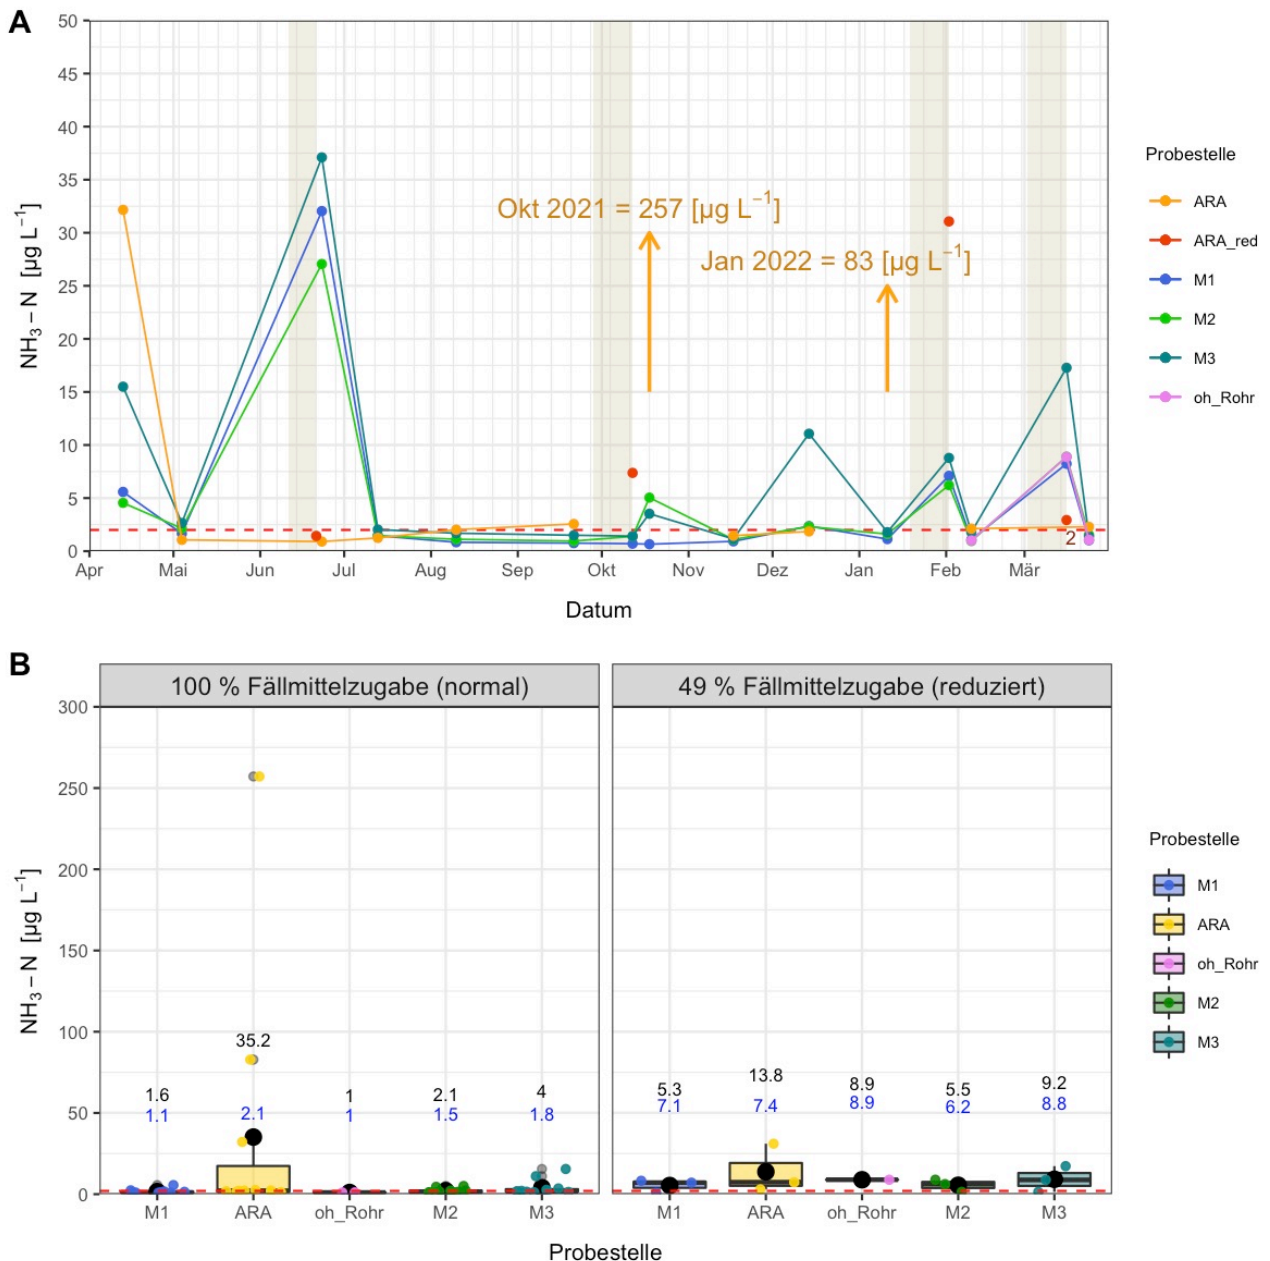 A
50
45
40
35
30
25
20
15
10
5
0
NH3 − N [µg L−1]
Okt 2021 = 257 [µg L−1]
Jan 2022 = 83 [µg L−1]
2
Apr Mai Jun Jul Aug Sep Okt Nov Dez Jan Feb Mär
Datum
Probestelle
ARA
ARA_red
M1
M2
M3
oh_Rohr
B
100 % Fällmittelzugabe (normal)
49 % Fällmittelzugabe (reduziert)
300
250
200
150
100
50
0
NH3 − N [µg L−1]
35.2
1.6 1 2.1 4
1.1 2.1 1 1.5 1.8
13.8
5.3 8.9 5.5 9.2
7.1 7.4 8.9 6.2 8.8
M1 ARA oh_Rohr M2 M3
M1 ARA oh_Rohr M2 M3
Probestelle
Probestelle
M1
ARA
oh_Rohr
M2
M3